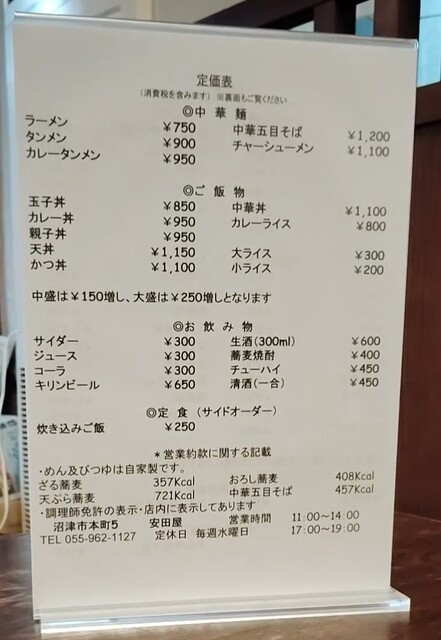 定価表
(消費税を含みます) ※裏面もご覧ください
◎中華麺
ラーメン ¥750 中華五目そば ¥1,200
タンメン ¥900 チャーシューメン ¥1,100
カレータンメン ¥950
◎ご飯物
玉子丼 ¥850 中華丼 ¥1,100
カレー丼 ¥950 カレーライス ¥800
親子丼 ¥950
天丼 ¥1,150 大ライス ¥300
かつ丼 ¥1,100 小ライス ¥200
中盛は¥150増し、大盛は¥250増しとなります
◎お飲み物
サイダー ¥300 生酒(300ml) ¥600
ジュース ¥300 蕎麦焼酎 ¥400
コーラ ¥300 チューハイ ¥450
キリンビール ¥650 清酒(一合) ¥450
◎定食(サイドオーダー)
炊き込みご飯 ¥250
*営業約款に関する記載
・めん及びつゆは自家製です。
ざる蕎麦 357Kcal おろし蕎麦 408Kcal
天ぷら蕎麦 721Kcal 中華五目そば 457Kcal
・調理師免許の表示・店内に表示してあります
沼津市本町5 安田屋 営業時間 11:00～14:00
TEL 055-962-1127 定休日 毎週水曜日 17:00～19:00